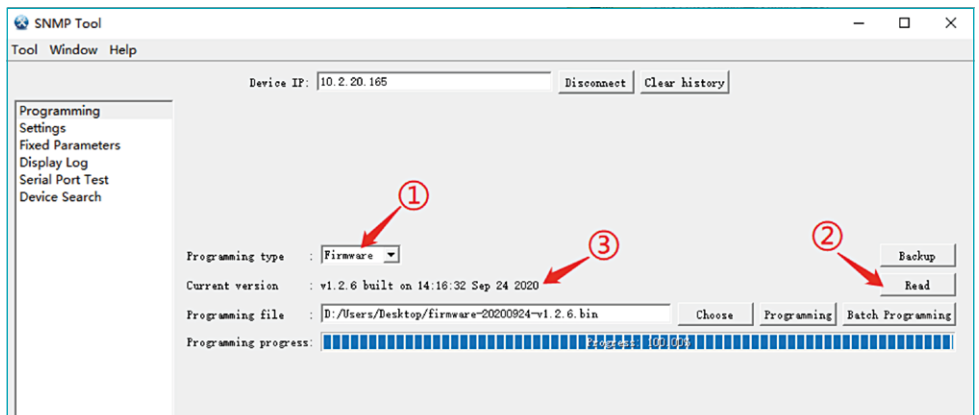 SNMP Tool
Tool Window Help
Device IP: 10.2.20.165 Disconnect Clear history
Programming
Settings
Fixed Parameters
Display Log
Serial Port Test
Device Search
①
②
③
Programming type : Firmware Backup
Current version : v1.2.6 built on 14:16:32 Sep 24 2020 Read
Programming file : D:/Users/Desktop/firmware-20200924-v1.2.6.bin Choose Programming Batch Programming
Programming progress: Progress: 100.00%